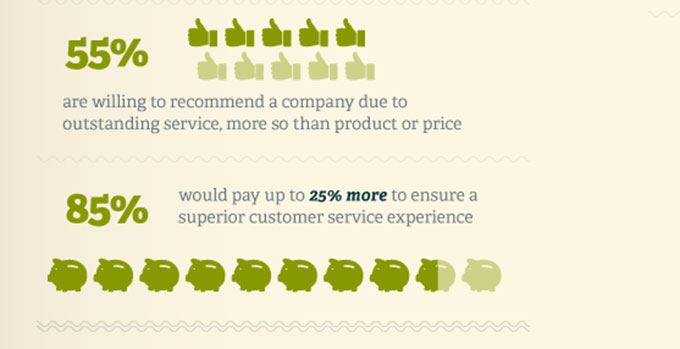 55%
are willing to recommend a company due to
outstanding service, more so than product or price
85%
would pay up to 25% more to ensure a
superior customer service experience